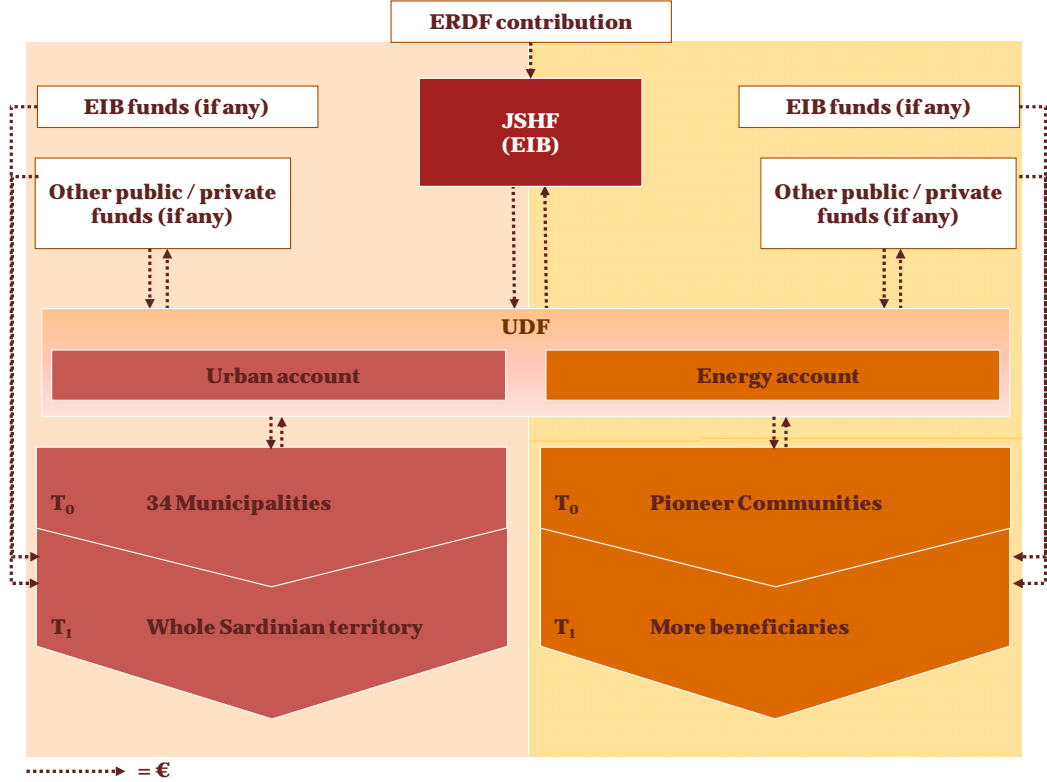 ERDF contribution
EIB funds (if any)
JSHF
(EIB)
EIB funds (if any)
Other public / private
funds (if any)
Other public / private
funds (if any)
UDF
Urban account
Energy account
T₀ 34 Municipalities
T₀ Pioneer Communities
T₁ Whole Sardinian territory
T₁ More beneficiaries
= €